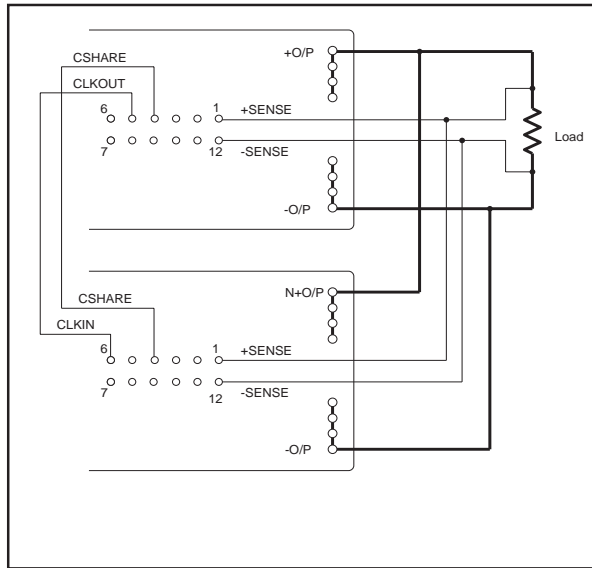 +O/P
CSHARE
CLKOUT
6
1
+SENSE
7
12
-SENSE
Load
-O/P
N+O/P
CSHARE
CLKIN
6
1
+SENSE
7
12
-SENSE
-O/P